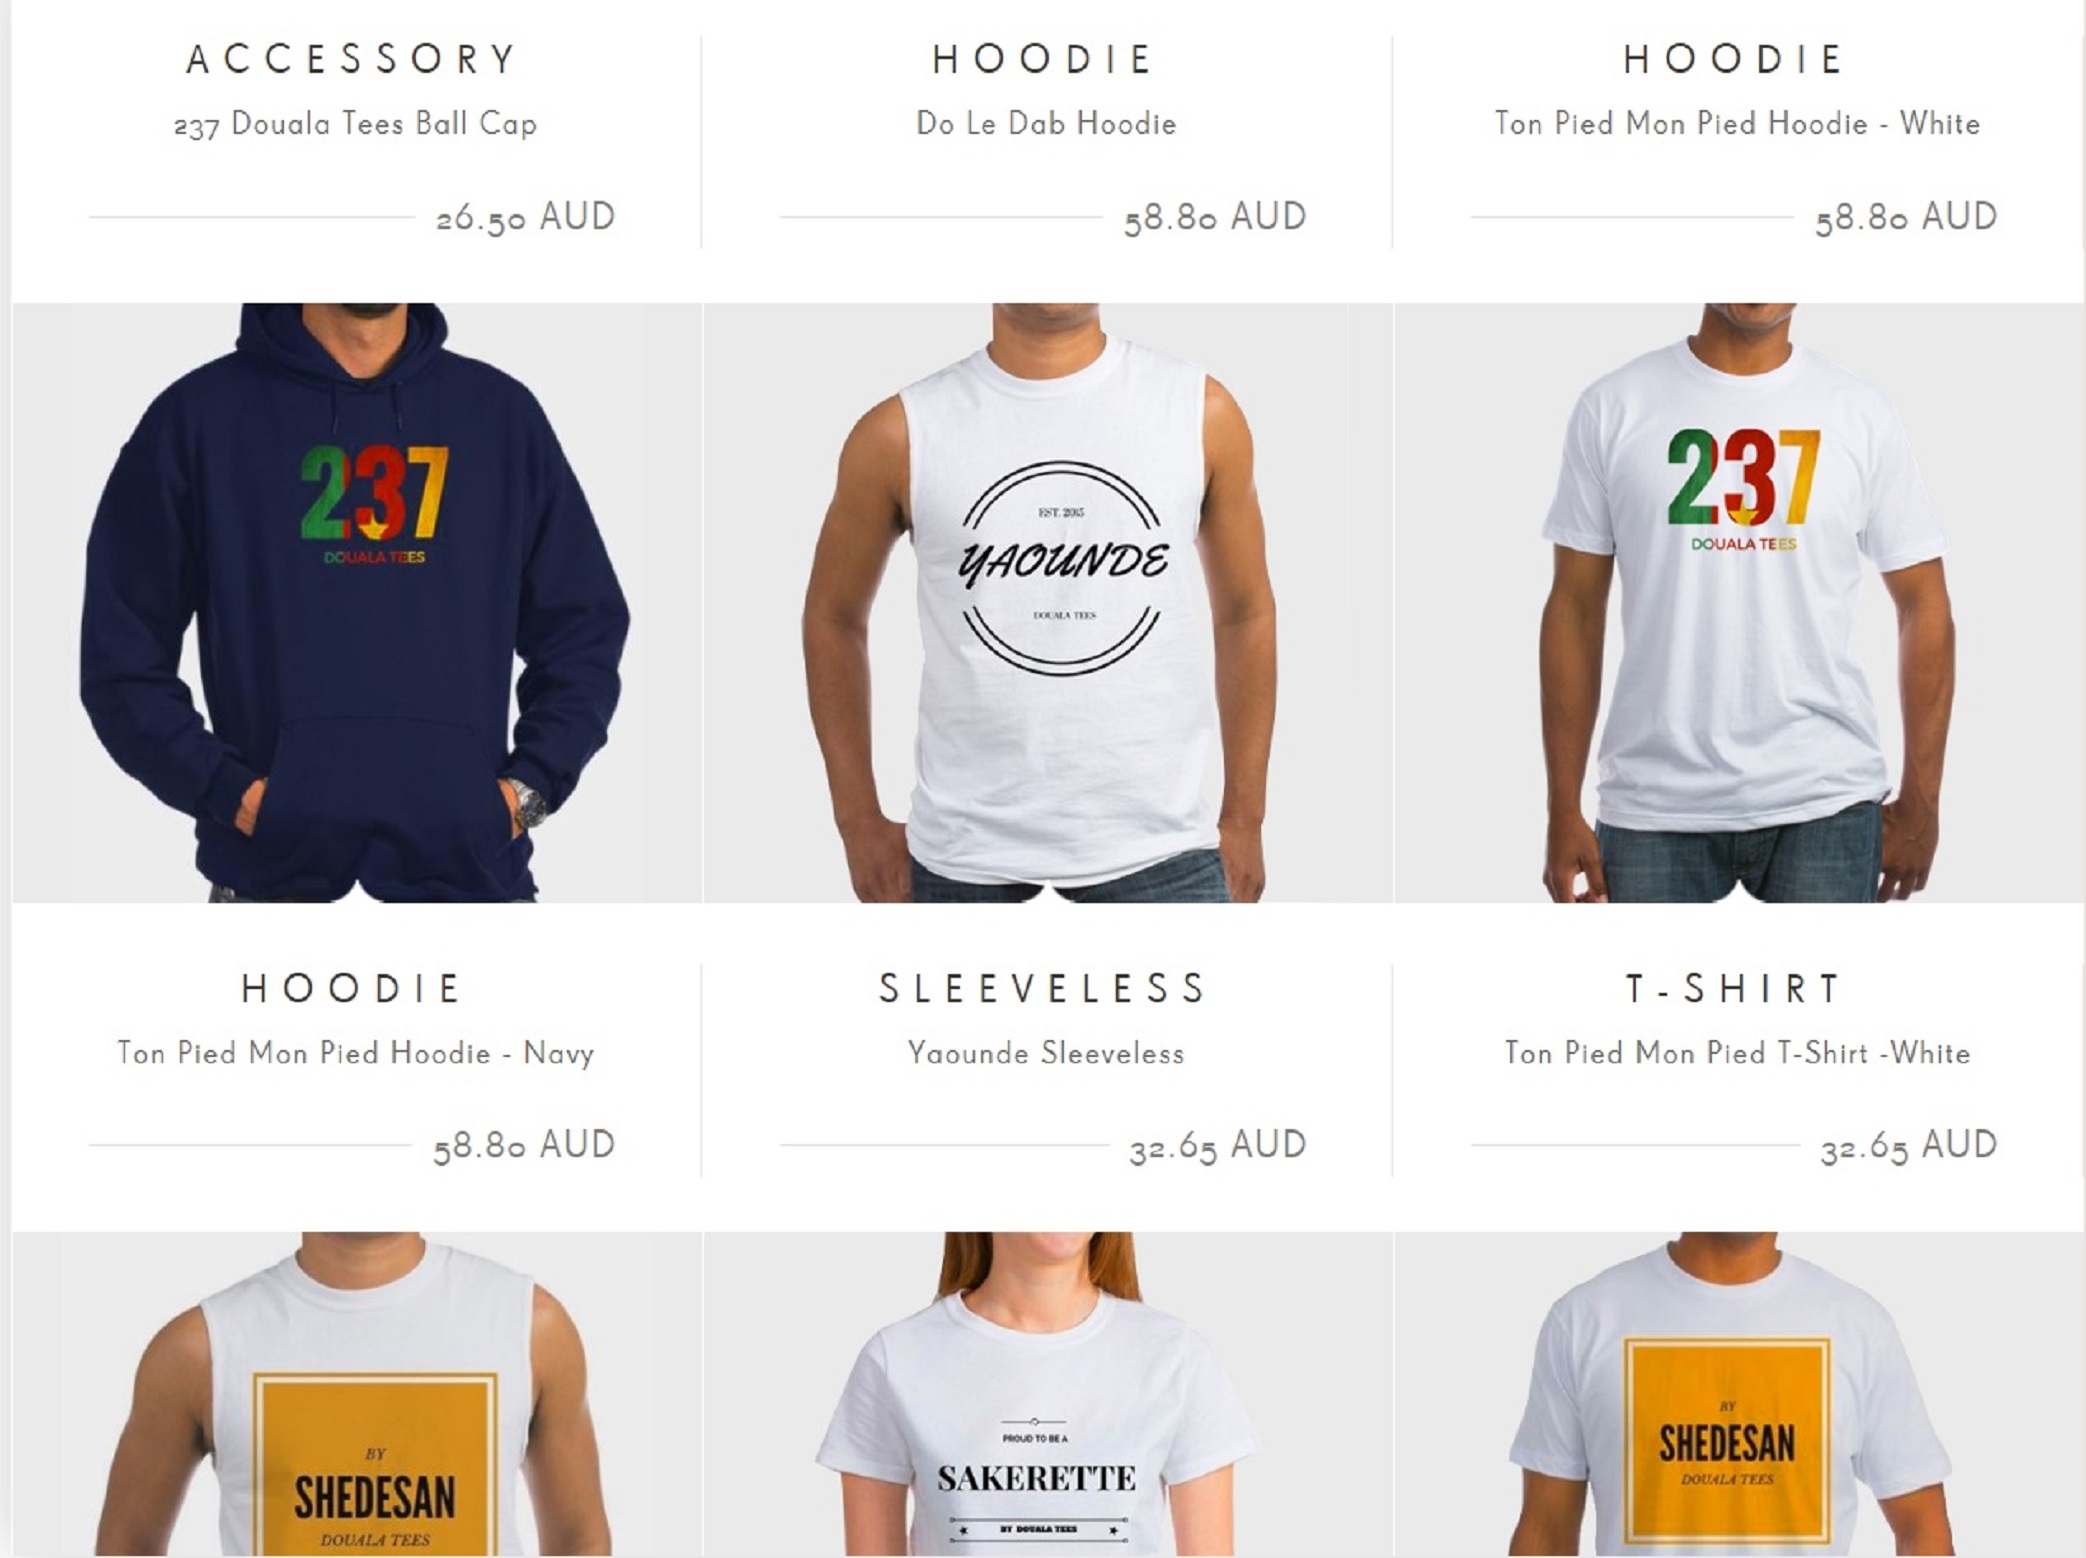 ACCESSORY
237 Douala Tees Ball Cap
26.50 AUD
HOODIE
Do Le Dab Hoodie
58.80 AUD
HOODIE
Ton Pied Mon Pied Hoodie - White
58.80 AUD
237
DOUALA TEES
EST. 2015
YAOUNDE
DOUALA TEES
237
DOUALA TEES
HOODIE
Ton Pied Mon Pied Hoodie - Navy
58.80 AUD
SLEEVELESS
Yaounde Sleeveless
32.65 AUD
T-SHIRT
Ton Pied Mon Pied T-Shirt -White
32.65 AUD
BY
SHEDESAN
DOUALA TEES
PROUD TO BE A
SAKERETTE
BY DOUALA TEES
BY
SHEDESAN
DOUALA TEES